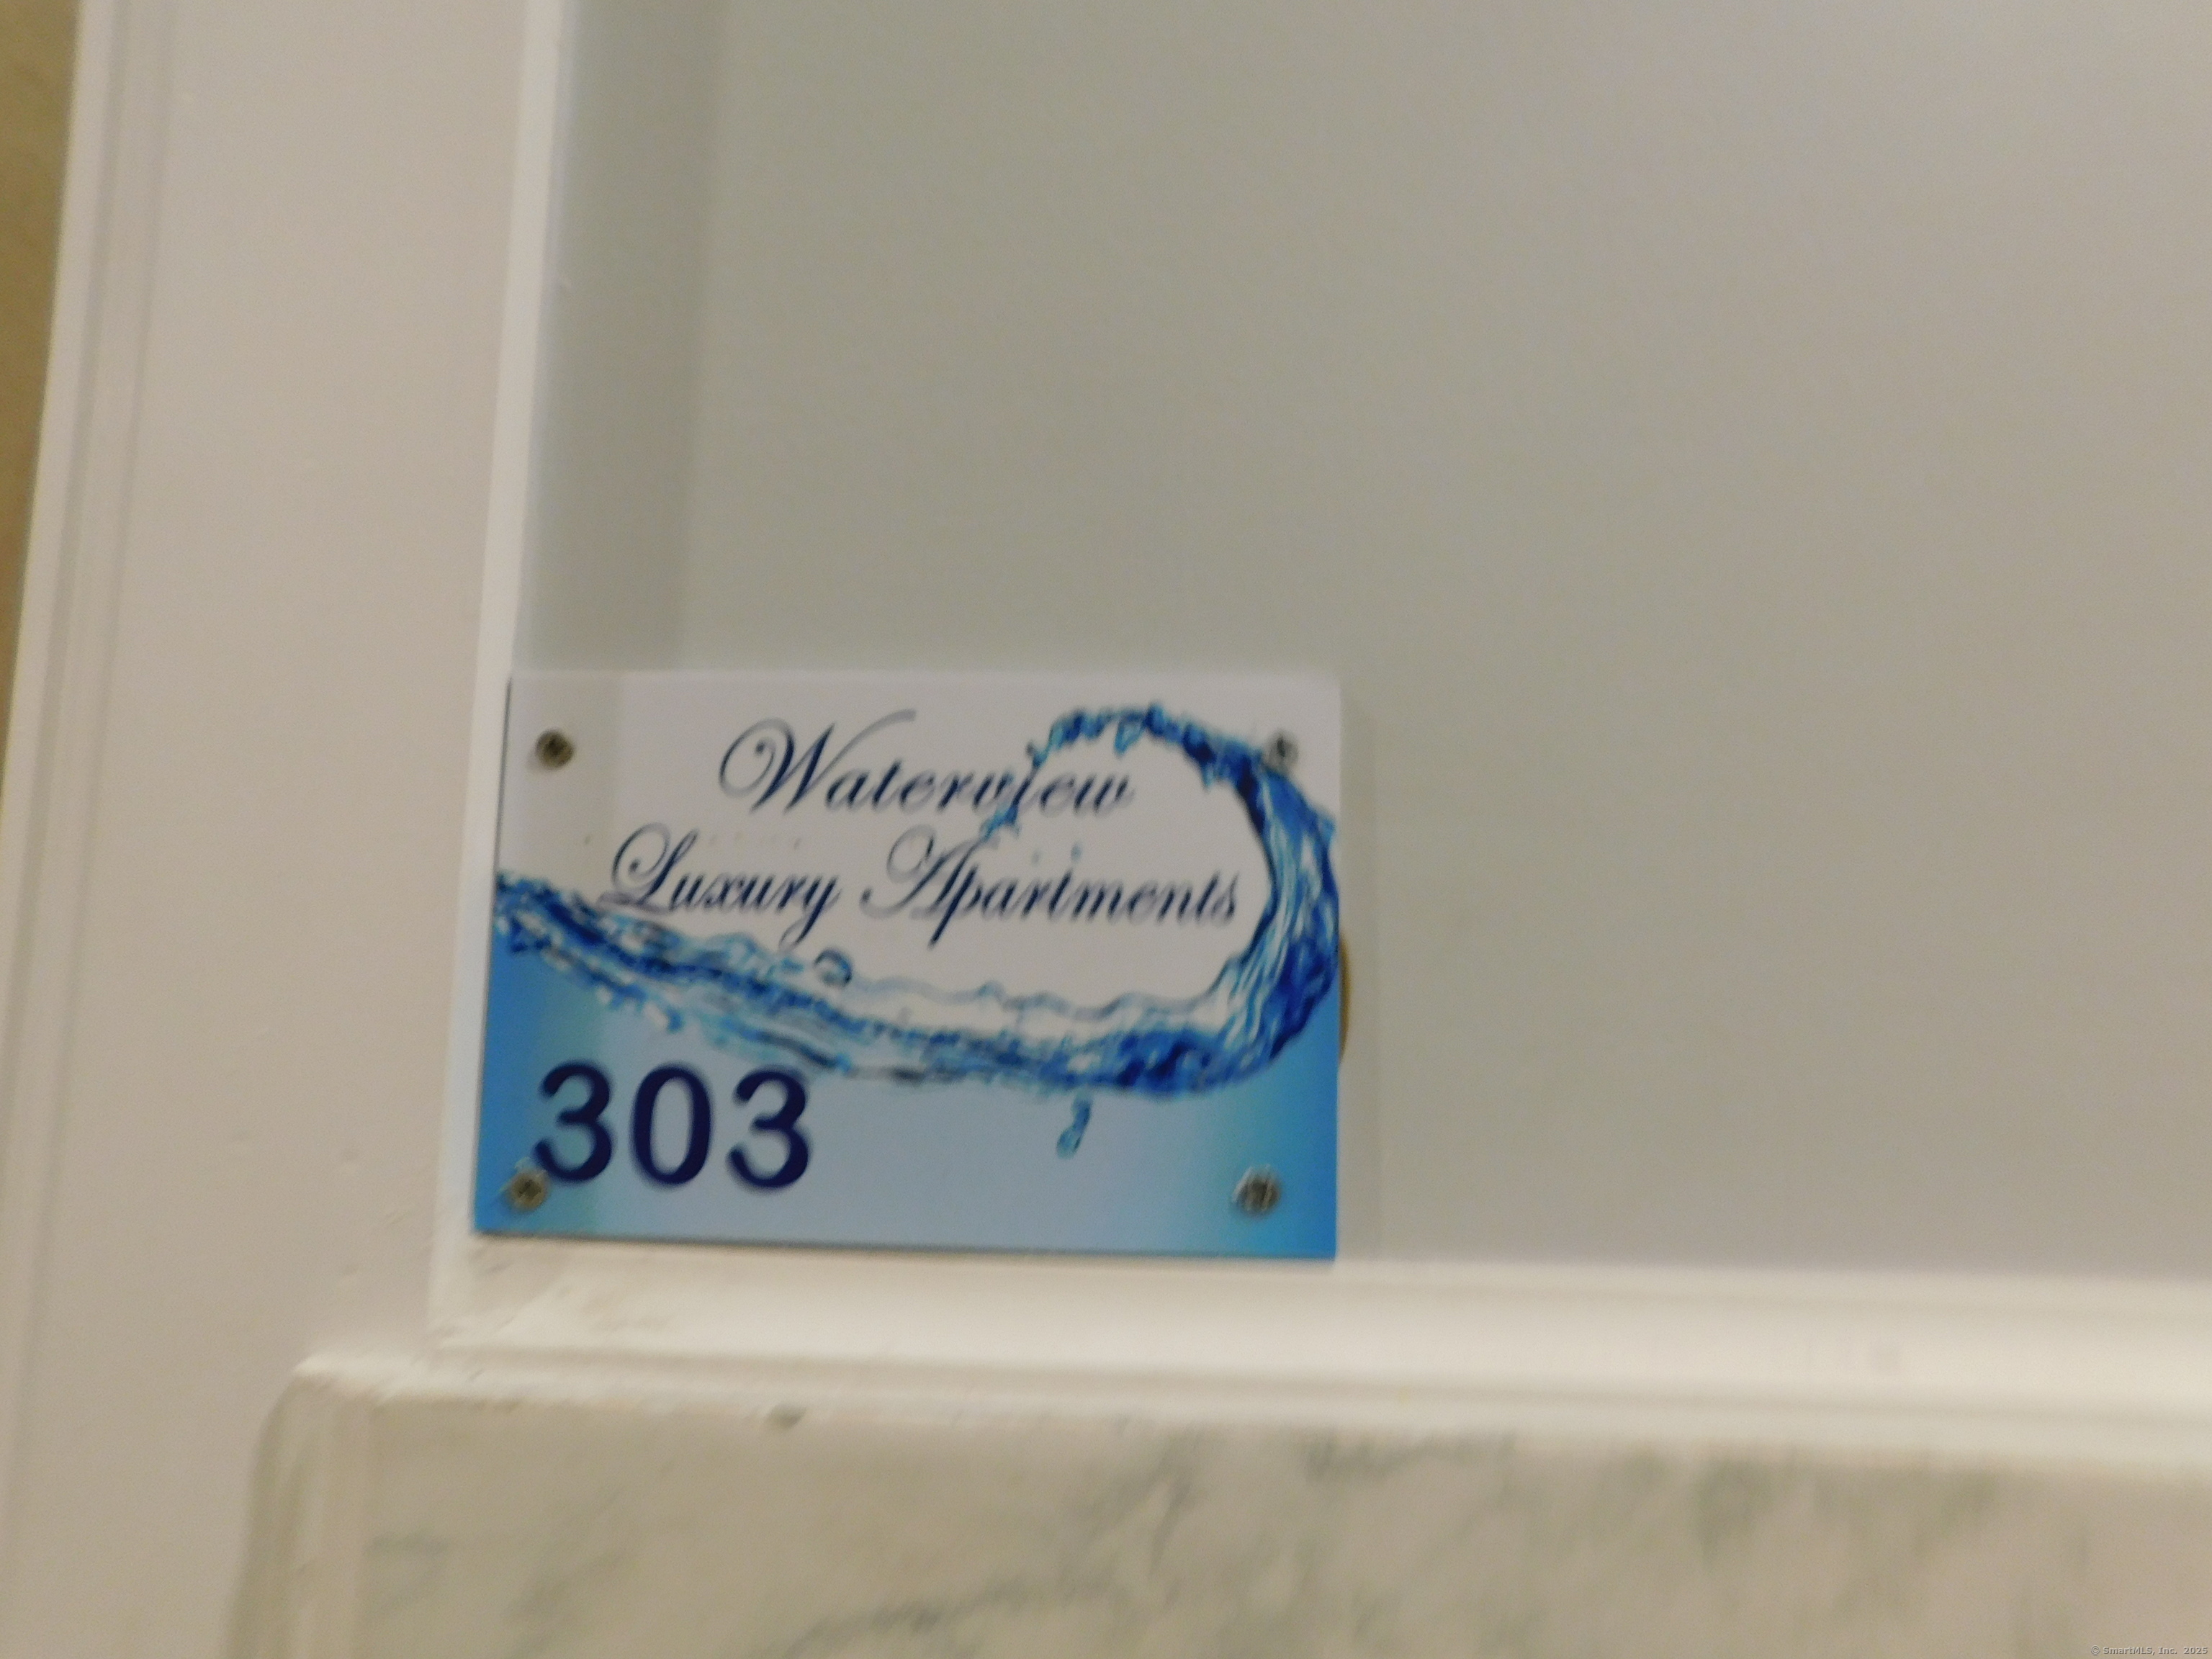 Waterview
Luxury Apartments
303
© SmartMLS, Inc. 2025